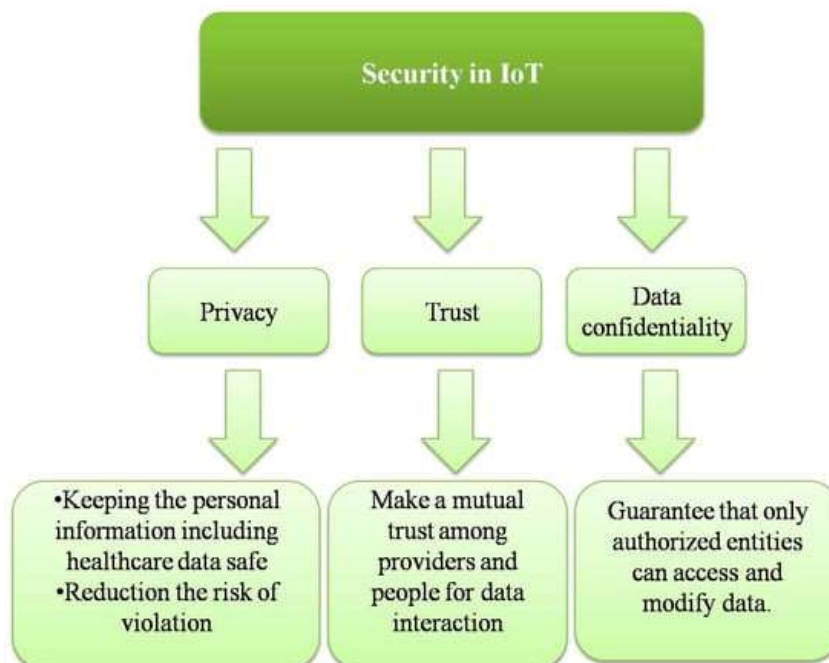 Security in IoT
Privacy
Trust
Data
confidentiality
•Keeping the personal
information including
healthcare data safe
•Reduction the risk of
violation
Make a mutual
trust among
providers and
people for data
interaction
Guarantee that only
authorized entities
can access and
modify data.